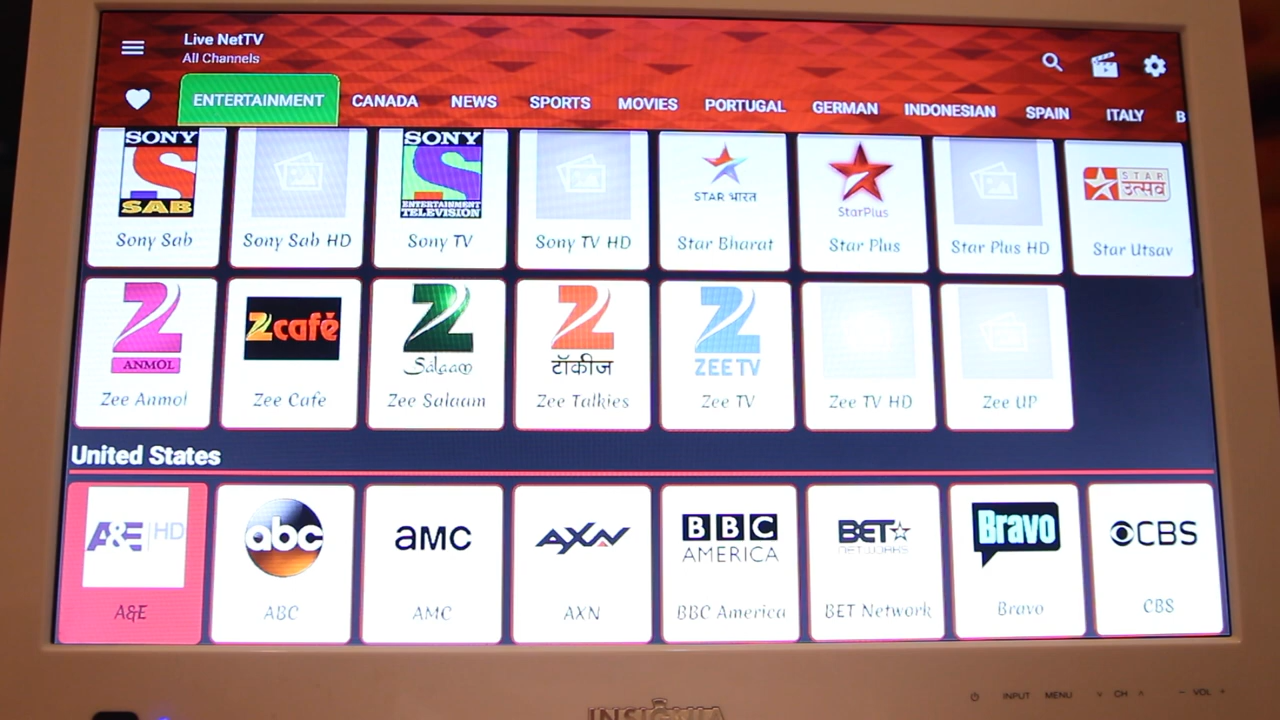 Live NetTV
All Channels
ENTERTAINMENT CANADA NEWS SPORTS MOVIES PORTUGAL GERMAN INDONESIAN SPAIN ITALY B
SONY
SAB
SONY
ENTERTAINMENT
TELEVISION
STAR भारत
StarPlus
STAR
उत्सव
Sony Sab Sony Sab HD Sony TV Sony TV HD Star Bharat Star Plus Star Plus HD Star Utsav
Z
ANMOL
Zcafé
Z
Salaam
Z
टॉकीज
Z
ZEE TV
Zee Anmol Zee Cafe Zee Salaam Zee Talkies Zee TV Zee TV HD Zee UP
United States
A&E HD
abc
aMC
AXN
BBC
AMERICA
BET
NETWORKS
Bravo
CBS
A&E ABC AMC AXN BBC America BET Network Bravo CBS
INPUT MENU CH VOL
INSIGNIA